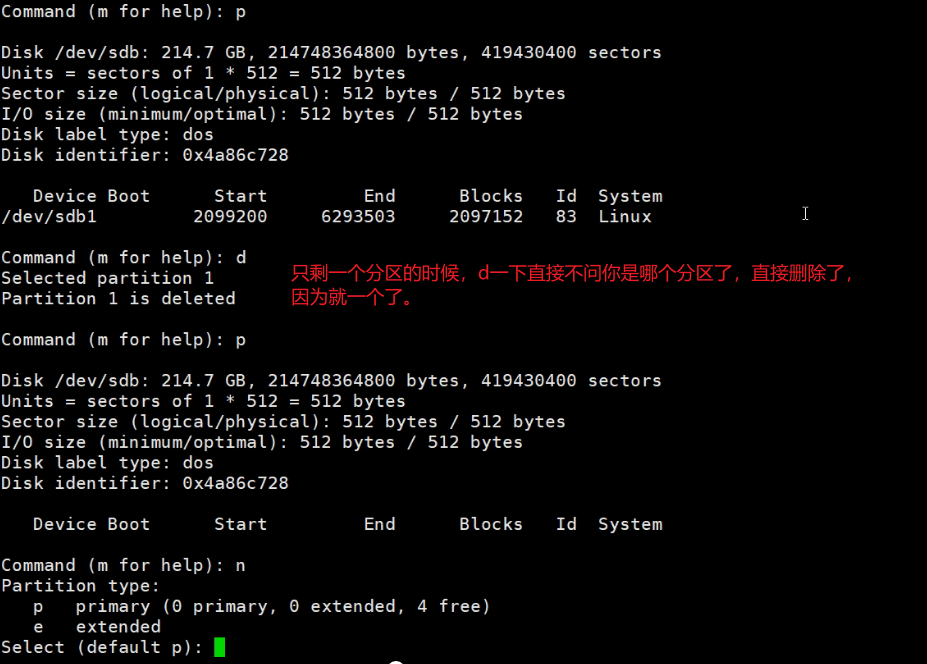 Command (m for help): p
Disk /dev/sdb: 214.7 GB, 214748364800 bytes, 419430400 sectors
Units = sectors of 1 * 512 = 512 bytes
Sector size (logical/physical): 512 bytes / 512 bytes
I/O size (minimum/optimal): 512 bytes / 512 bytes
Disk label type: dos
Disk identifier: 0x4a86c728
Device Boot Start End Blocks Id System
/dev/sdb1 2099200 6293503 2097152 83 Linux
Command (m for help): d
Selected partition 1
Partition 1 is deleted
只剩一个分区的时候，d一下直接不问你是哪个分区了，直接删除了，
因为就一个了。
Command (m for help): p
Disk /dev/sdb: 214.7 GB, 214748364800 bytes, 419430400 sectors
Units = sectors of 1 * 512 = 512 bytes
Sector size (logical/physical): 512 bytes / 512 bytes
I/O size (minimum/optimal): 512 bytes / 512 bytes
Disk label type: dos
Disk identifier: 0x4a86c728
Device Boot Start End Blocks Id System
Command (m for help): n
Partition type:
p primary (0 primary, 0 extended, 4 free)
e extended
Select (default p):